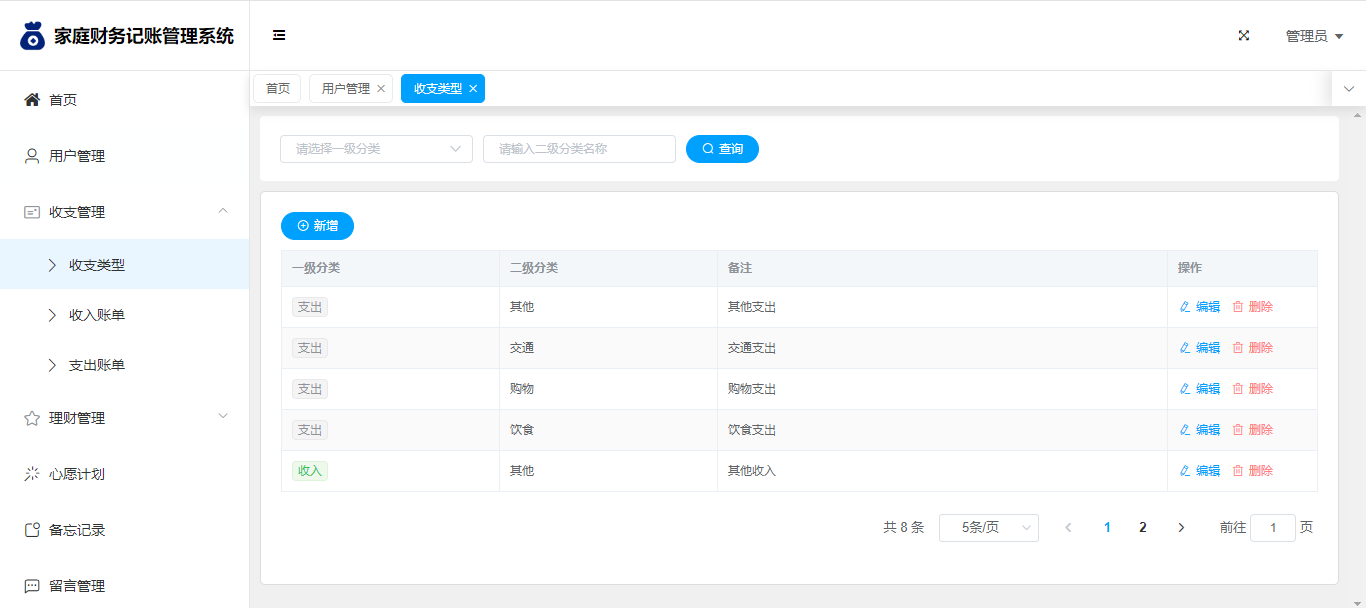 家庭财务记账管理系统
管理员
首页
用户管理
收支管理
收支类型
收入账单
支出账单
理财管理
心愿计划
备忘记录
留言管理
首页 用户管理 收支类型
请选择一级分类 请输入二级分类名称 查询
新增
一级分类 二级分类 备注 操作
支出 其他 其他支出 编辑 删除
支出 交通 交通支出 编辑 删除
支出 购物 购物支出 编辑 删除
支出 饮食 饮食支出 编辑 删除
收入 其他 其他收入 编辑 删除
共 8 条 5条/页 1 2 前往 1 页